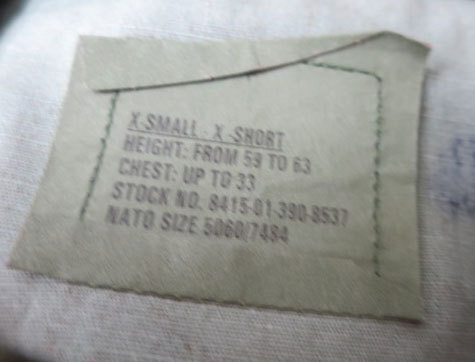 X-SMALL - X-SHORT
HEIGHT: FROM 59 TO 63
CHEST: UP TO 33
STOCK NO. 8415-01-390-8537
NATO SIZE 5060/7484